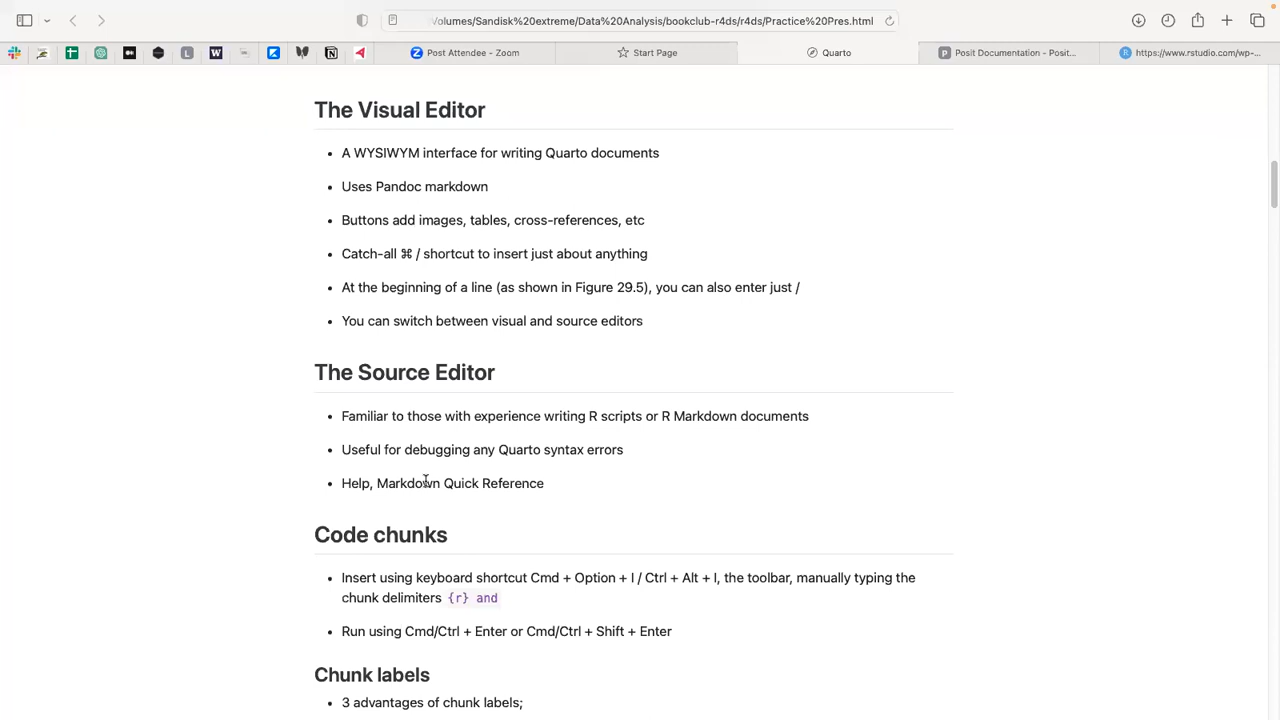 Volumes/Sandisk%20extreme/Data%20Analysis/bookclub-r4ds/r4ds/Practice%20Pres.html
Post Attendee - Zoom
Start Page
Quarto
Posit Documentation - Posit...
https://www.rstudio.com/wp-...
The Visual Editor
• A WYSIWYM interface for writing Quarto documents
• Uses Pandoc markdown
• Buttons add images, tables, cross-references, etc
• Catch-all ⌘ / shortcut to insert just about anything
• At the beginning of a line (as shown in Figure 29.5), you can also enter just /
• You can switch between visual and source editors
The Source Editor
• Familiar to those with experience writing R scripts or R Markdown documents
• Useful for debugging any Quarto syntax errors
• Help, Markdown Quick Reference
Code chunks
• Insert using keyboard shortcut Cmd + Option + I / Ctrl + Alt + I, the toolbar, manually typing the
chunk delimiters {r} and
• Run using Cmd/Ctrl + Enter or Cmd/Ctrl + Shift + Enter
Chunk labels
• 3 advantages of chunk labels;